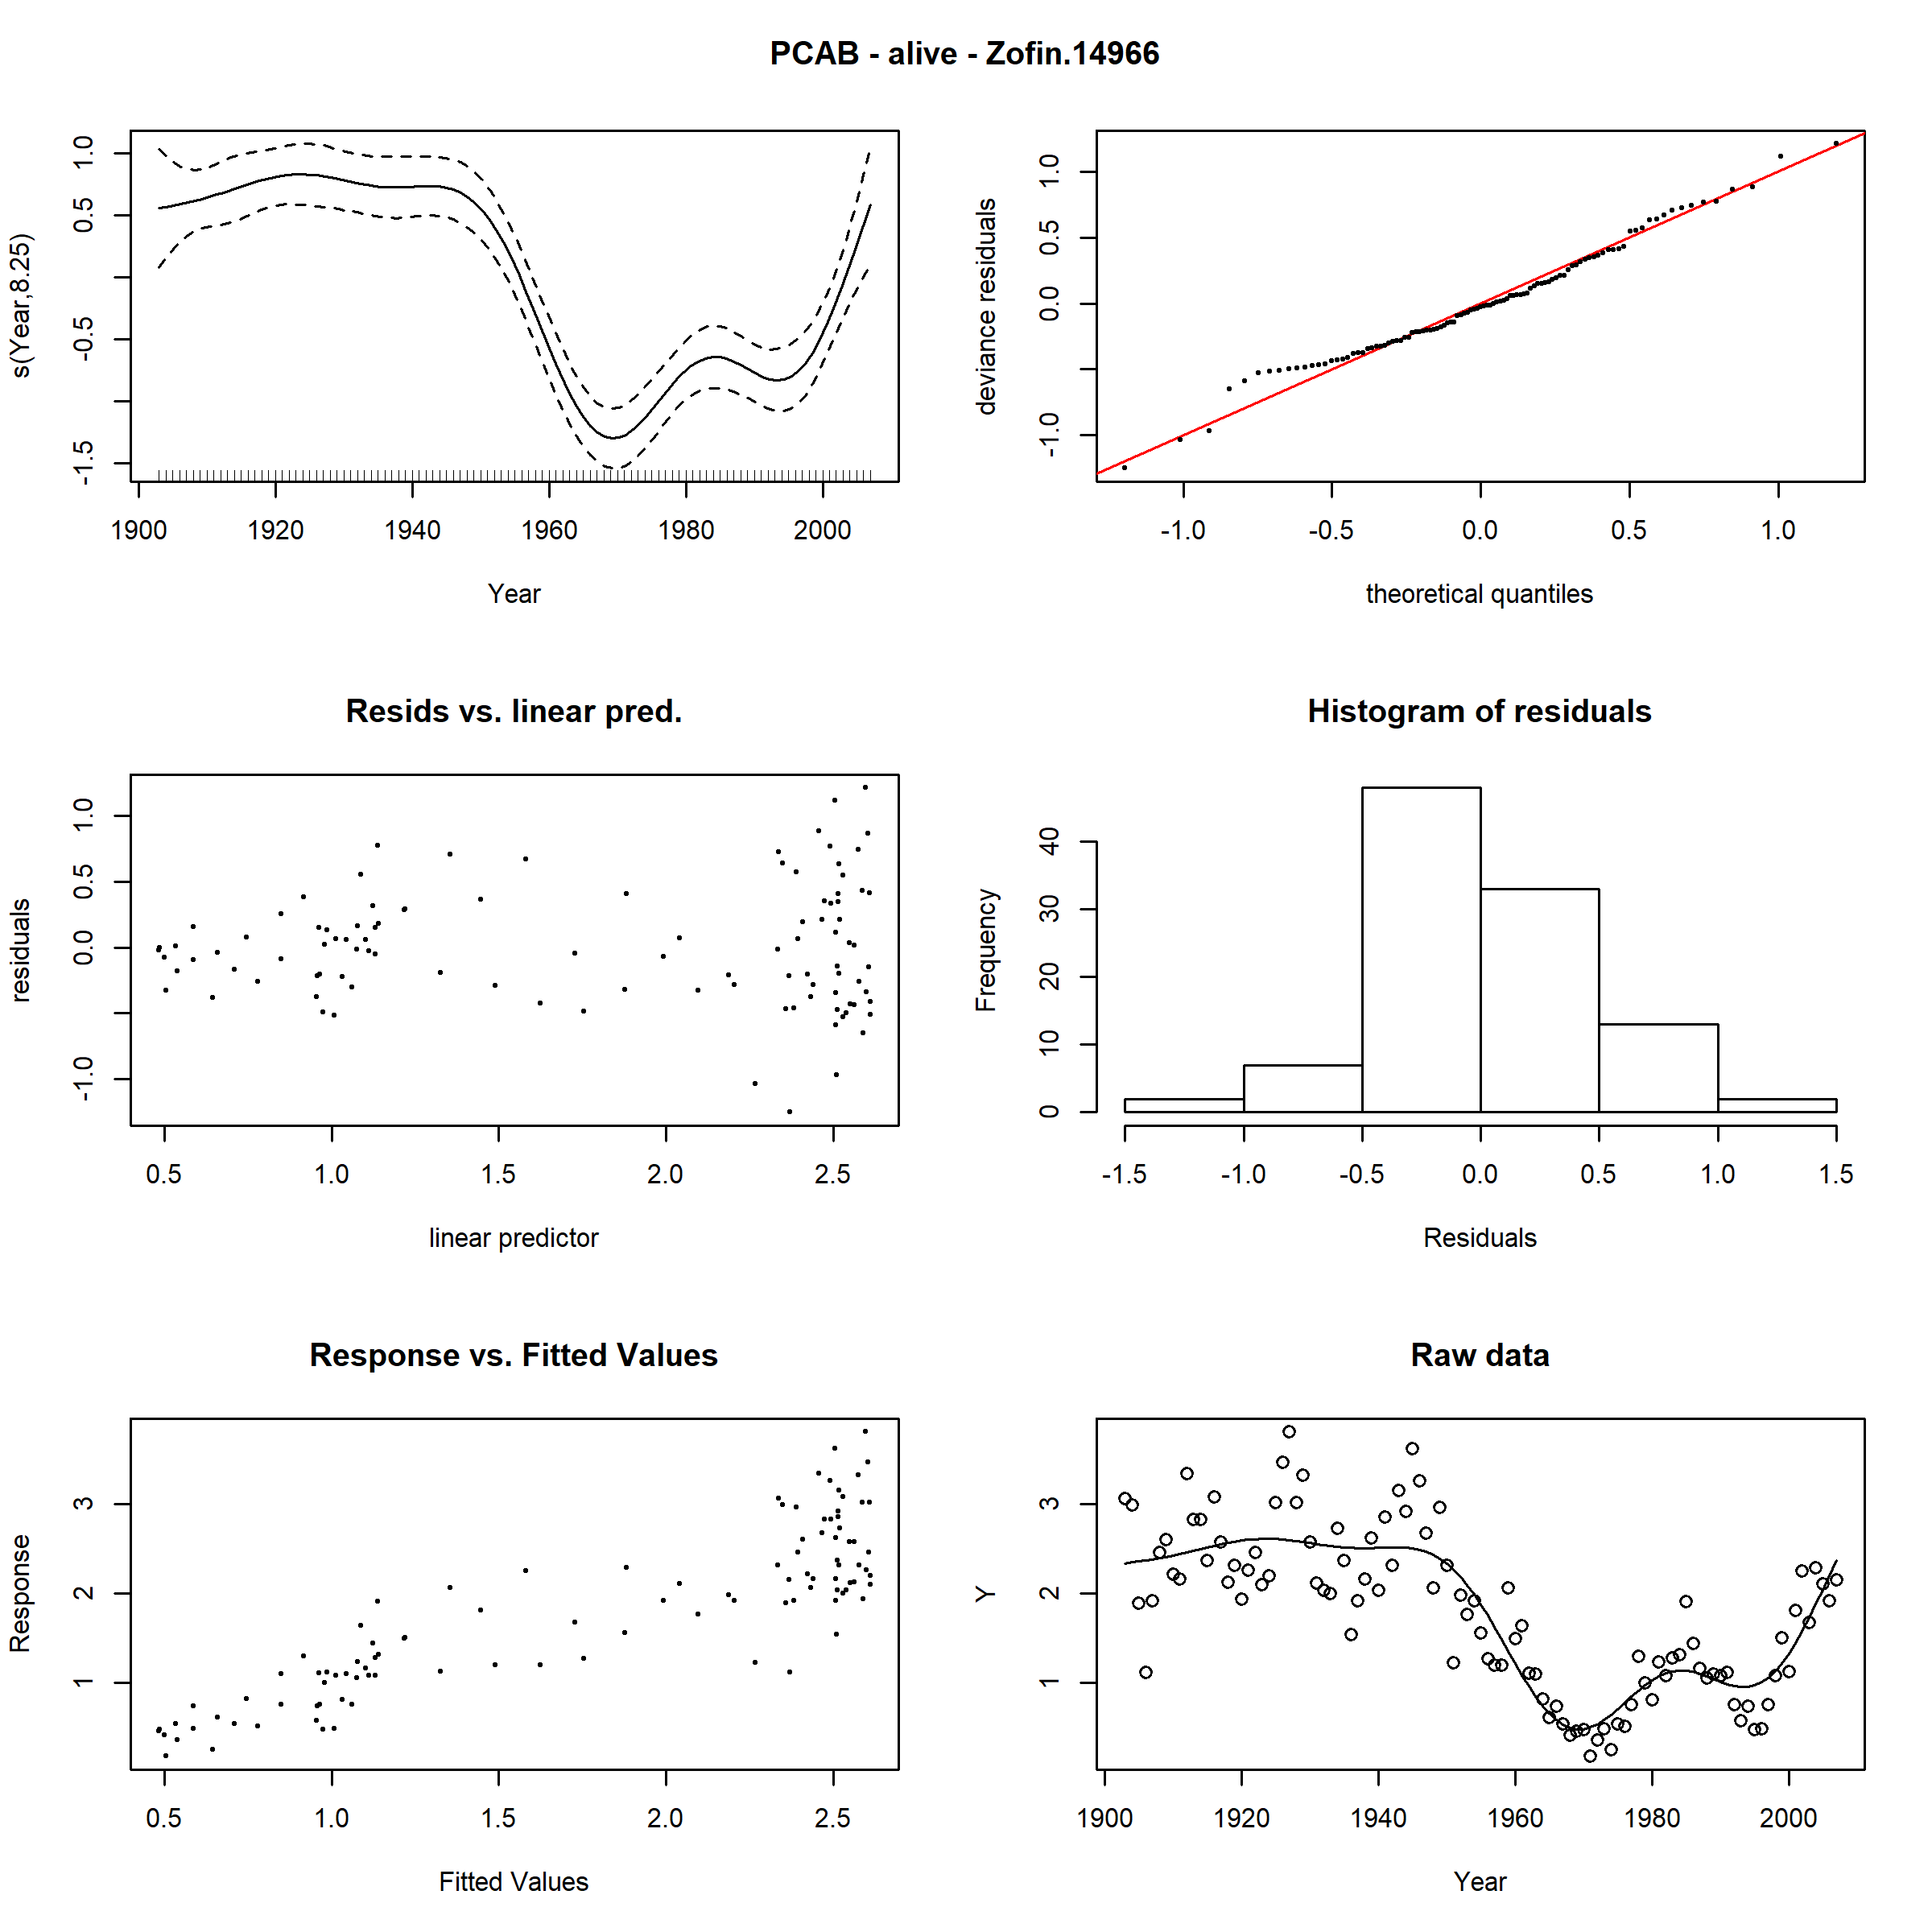 PCAB - alive - Zofin.14966
s(Year,8.25)
-1.5 -0.5 0.5 1.0
1900 1920 1940 1960 1980 2000
Year
deviance residuals
-1.0 0.0 0.5 1.0
-1.0 -0.5 0.0 0.5 1.0
theoretical quantiles
Resids vs. linear pred.
residuals
-1.0 0.0 0.5 1.0
0.5 1.0 1.5 2.0 2.5
linear predictor
Histogram of residuals
Frequency
0 10 20 30 40
-1.5 -1.0 -0.5 0.0 0.5 1.0 1.5
Residuals
Response vs. Fitted Values
Response
1 2 3
0.5 1.0 1.5 2.0 2.5
Fitted Values
Raw data
Y
1 2 3
1900 1920 1940 1960 1980 2000
Year